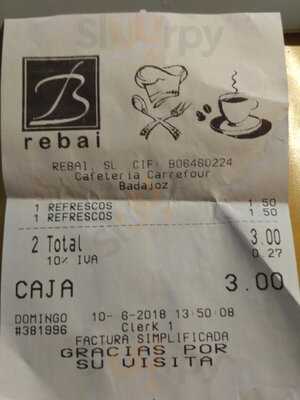 Sluurpy
B
rebai
REBAI, SL CIF: B06480224
Cafeteria Carrefour
Badajoz
1 REFRESCOS 1.50
1 REFRESCOS 1.50
2 Total 3.00
10% IVA 0.27
CAJA 3.00
DOMINGO 10- 6-2018 13:50:08
#381996 Clerk 1
FACTURA SIMPLIFICADA
GRACIAS POR
SU VISITA